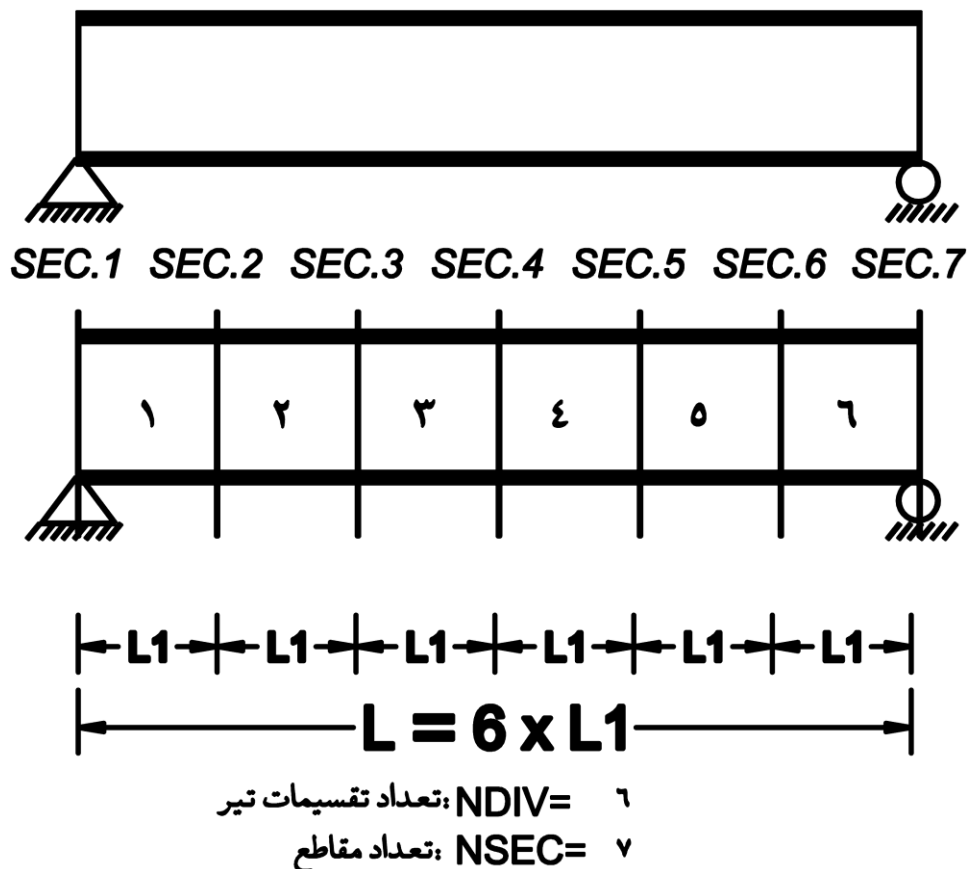 SEC.1 SEC.2 SEC.3 SEC.4 SEC.5 SEC.6 SEC.7
١ ٢ ٣ ٤ ٥ ٦
L1 L1 L1 L1 L1 L1
L = 6 x L1
تعداد تقسیمات تیر: NDIV= ٦
تعداد مقاطع: NSEC= ٧